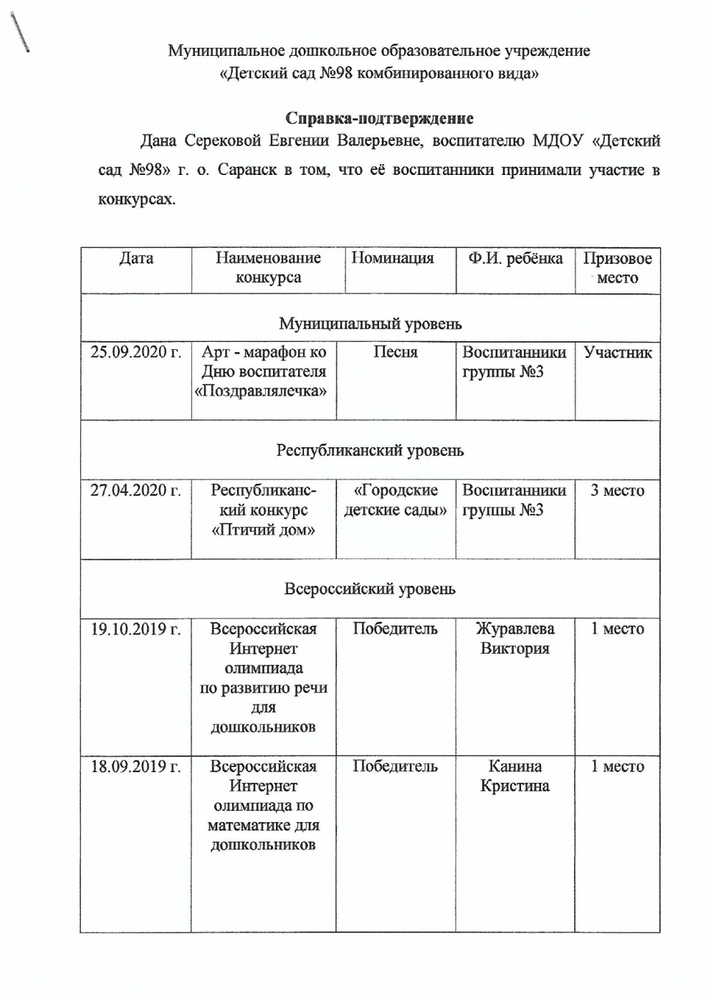 Муниципальное дошкольное образовательное учреждение
«Детский сад №98 комбинированного вида»
Справка-подтверждение
Дана Серековой Евгении Валерьевне, воспитателю МДОУ «Детский
сад №98» г. о. Саранск в том, что её воспитанники принимали участие в
конкурсах.
Дата
Наименование
конкурса
Номинация
Ф.И. ребёнка
Призовое
место
Муниципальный уровень
25.09.2020 г.
Арт - марафон ко
Дню воспитателя
«Поздравлялечка»
Песня
Воспитанники
группы №3
Участник
Республиканский уровень
27.04.2020 г.
Республиканс-
кий конкурс
«Птичий дом»
«Городские
детские сады»
Воспитанники
группы №3
3 место
Всероссийский уровень
19.10.2019 г.
Всероссийская
Интернет
олимпиада
по развитию речи
для
дошкольников
Победитель
Журавлева
Виктория
1 место
18.09.2019 г.
Всероссийская
Интернет
олимпиада по
математике для
дошкольников
Победитель
Канина
Кристина
1 место